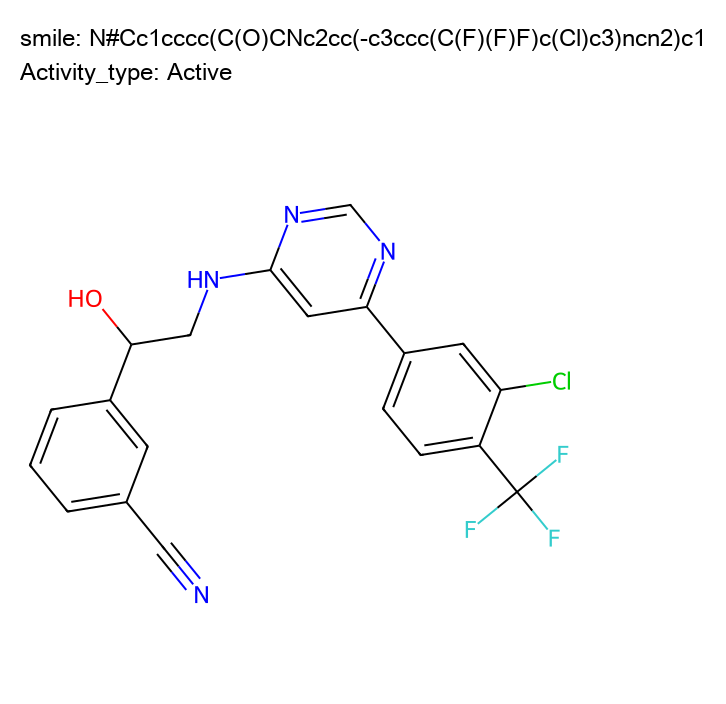 smile: N#Cc1cccc(C(O)CNc2cc(-c3ccc(C(F)(F)F)c(Cl)c3)ncn2)c1
Activity_type: Active
N
N
HN
HO
Cl
F
F
F
N